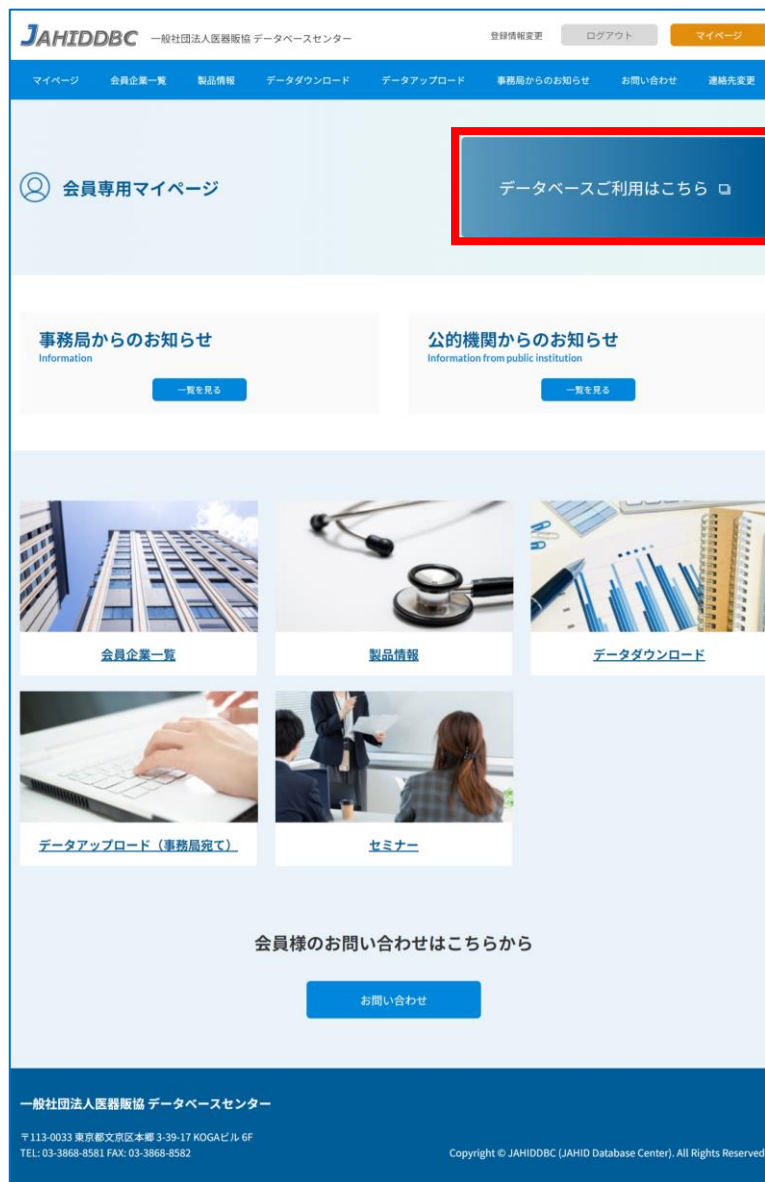 JAHIDDBC 一般社団法人医器販協 データベースセンター
登録情報変更 ログアウト マイページ
マイページ 会員企業一覧 製品情報 データダウンロード データアップロード 事務局からのお知らせ お問い合わせ 連絡先変更
会員専用マイページ
データベースご利用はこちら
事務局からのお知らせ
Information
一覧を見る
公的機関からのお知らせ
Information from public institution
一覧を見る
会員企業一覧
製品情報
データダウンロード
データアップロード（事務局宛て）
セミナー
会員様のお問い合わせはこちらから
お問い合わせ
一般社団法人医器販協 データベースセンター
〒113-0033 東京都文京区本郷 3-39-17 KOGAビル 6F
TEL: 03-3868-8581 FAX: 03-3868-8582
Copyright © JAHIDDBC (JAHID Database Center). All Rights Reserved